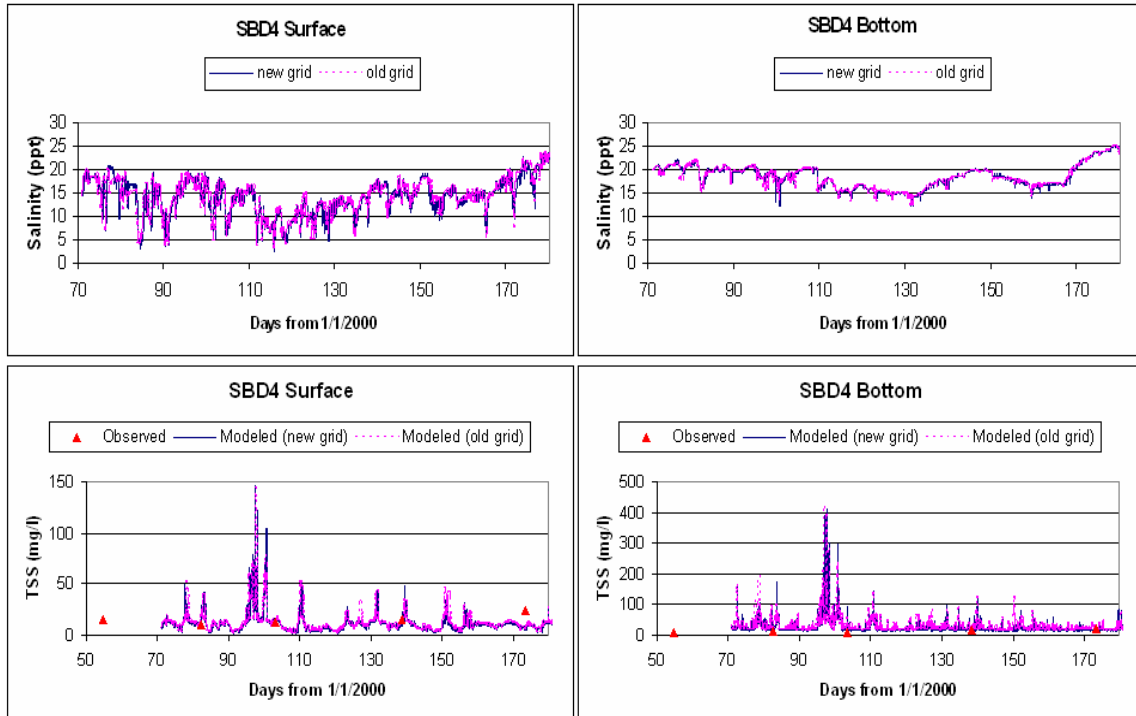 SBD4 Surface
new grid old grid
Salinity (ppt)
30
25
20
15
10
5
0
70 90 110 130 150 170
Days from 1/1/2000
SBD4 Bottom
new grid old grid
Salinity (ppt)
30
25
20
15
10
5
0
70 90 110 130 150 170
Days from 1/1/2000
SBD4 Surface
Observed Modeled (new grid) Modeled (old grid)
TSS (mg/l)
150
100
50
0
50 70 90 110 130 150 170
Days from 1/1/2000
SBD4 Bottom
Observed Modeled (new grid) Modeled (old grid)
TSS (mg/l)
500
400
300
200
100
0
50 70 90 110 130 150 170
Days from 1/1/2000